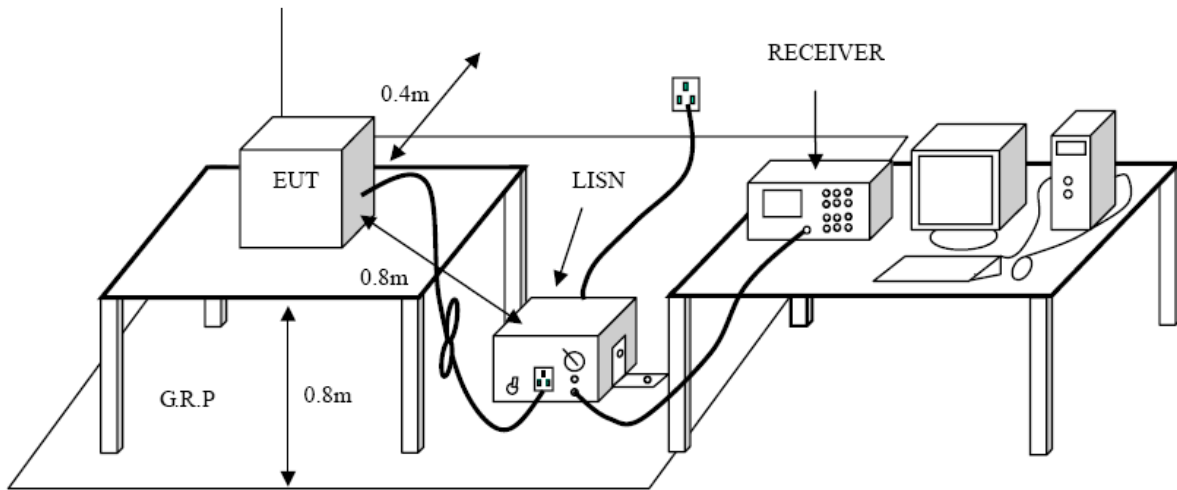 RECEIVER
0.4m
EUT
LISN
0.8m
G.R.P
0.8m